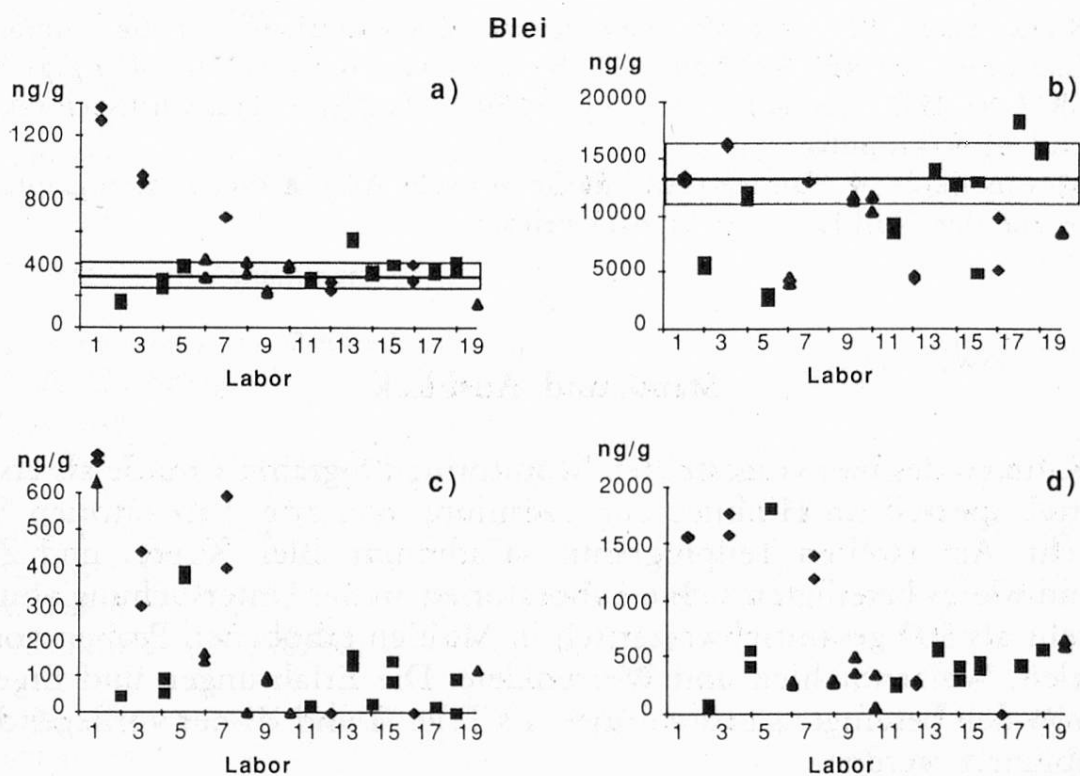 Blei
ng/g
a)
1200
800
400
0
1 3 5 7 9 11 13 15 17 19
Labor
ng/g
b)
20000
15000
10000
5000
0
1 3 5 7 9 11 13 15 17 19
Labor
ng/g
c)
600
500
400
300
200
100
0
1 3 5 7 9 11 13 15 17 19
Labor
ng/g
d)
2000
1500
1000
500
0
1 3 5 7 9 11 13 15 17 19
Labor